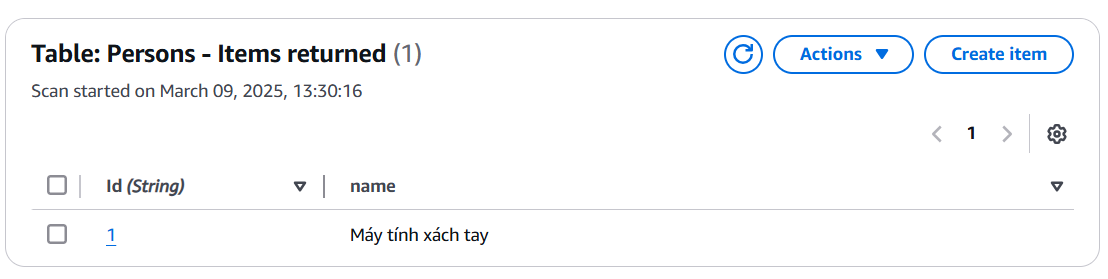 Table: Persons - Items returned (1)
Actions
Create item
Scan started on March 09, 2025, 13:30:16
1
Id (String)
name
1
Máy tính xách tay